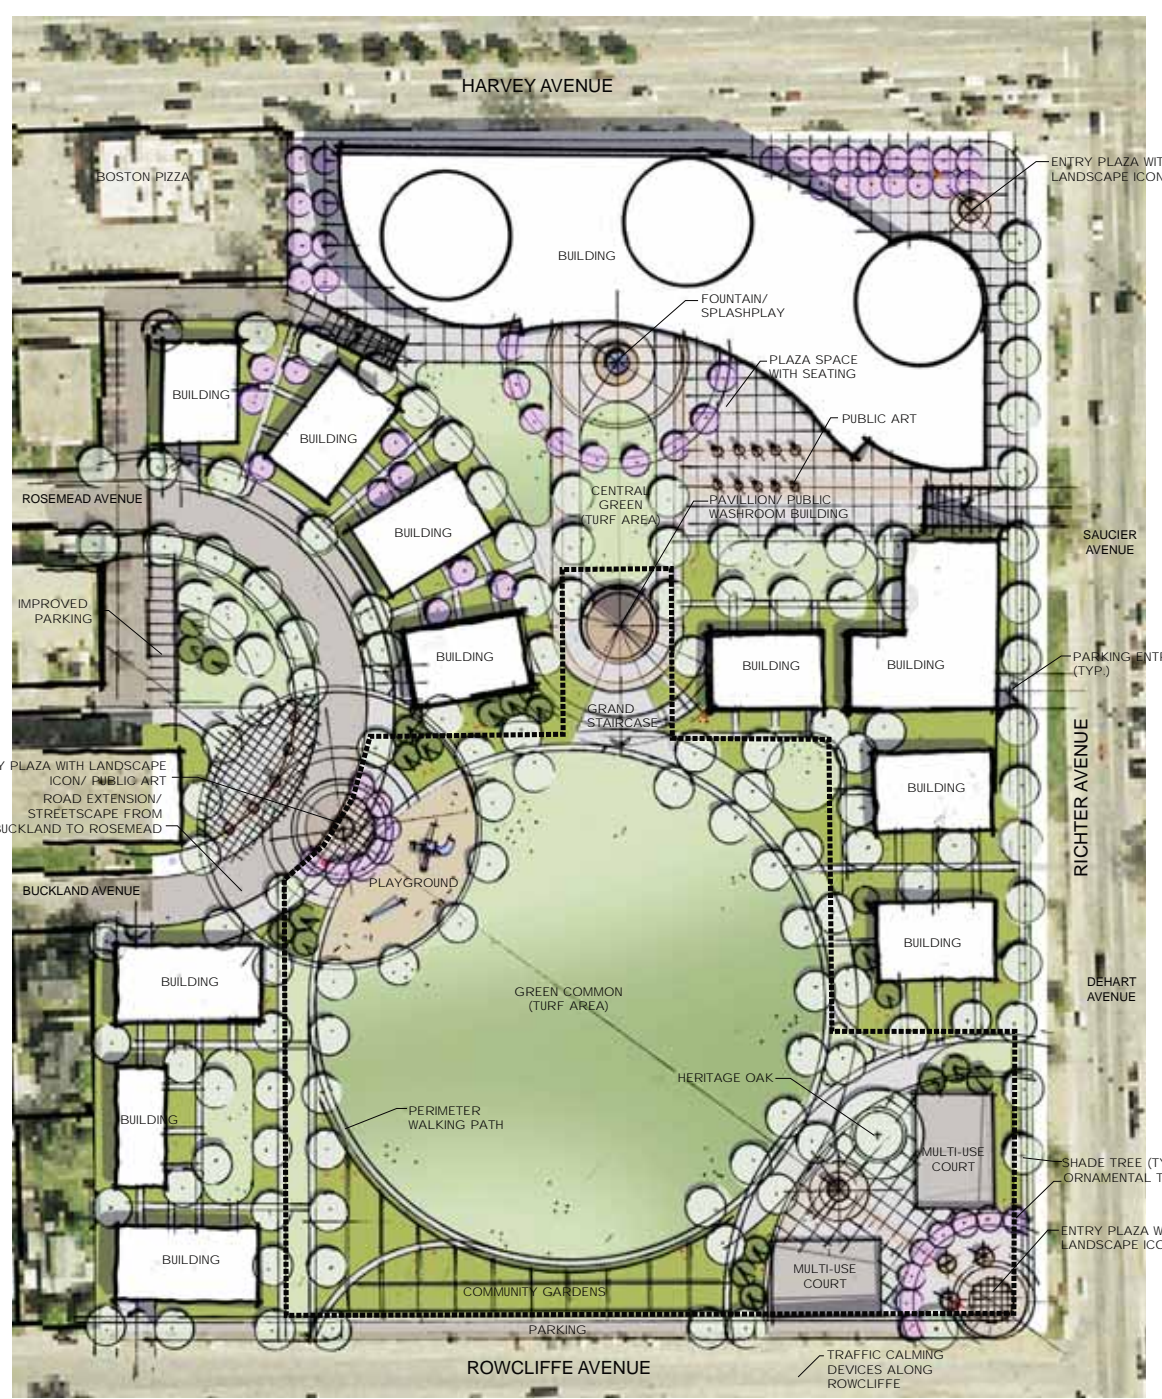 HARVEY AVENUE
BOSTON PIZZA
ENTRY PLAZA WIT
LANDSCAPE ICON
BUILDING
FOUNTAIN/
SPLASHPLAY
PLAZA SPACE
WITH SEATING
BUILDING
PUBLIC ART
BUILDING
ROSEMEAD AVENUE
CENTRAL
GREEN
(TURF AREA)
PAVILLION/ PUBLIC
WASHROOM BUILDING
BUILDING
SAUCIER
AVENUE
IMPROVED
PARKING
BUILDING
BUILDING
BUILDING
PARKING ENT
(TYP.)
GRAND
STAIRCASE
RICHTER AVENUE
Y PLAZA WITH LANDSCAPE
ICON/ PUBLIC ART
ROAD EXTENSION/
STREETSCAPE FROM
BUCKLAND TO ROSEMEAD
BUILDING
BUCKLAND AVENUE
PLAYGROUND
BUILDING
BUILDING
GREEN COMMON
(TURF AREA)
DEHART
AVENUE
HERITAGE OAK
PERIMETER
WALKING PATH
BUILDING
MULTI-USE
COURT
SHADE TREE (TY
ORNAMENTAL T
ENTRY PLAZA W
LANDSCAPE ICO
BUILDING
MULTI-USE
COURT
COMMUNITY GARDENS
PARKING
ROWCLIFFE AVENUE
TRAFFIC CALMING
DEVICES ALONG
ROWCLIFFE